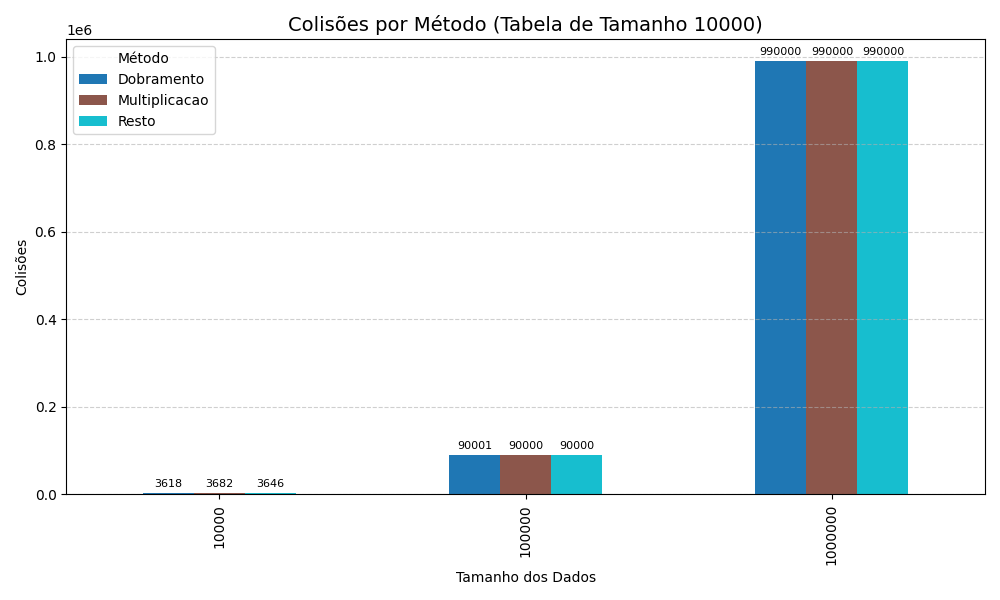 Colisões por Método (Tabela de Tamanho 10000)
1e6
Método
Dobramento
Multiplicacao
Resto
990000 990000 990000
90001 90000 90000
3618 3682 3646
1.0
0.8
0.6
0.4
0.2
0.0
Colisões
10000
100000
1000000
Tamanho dos Dados